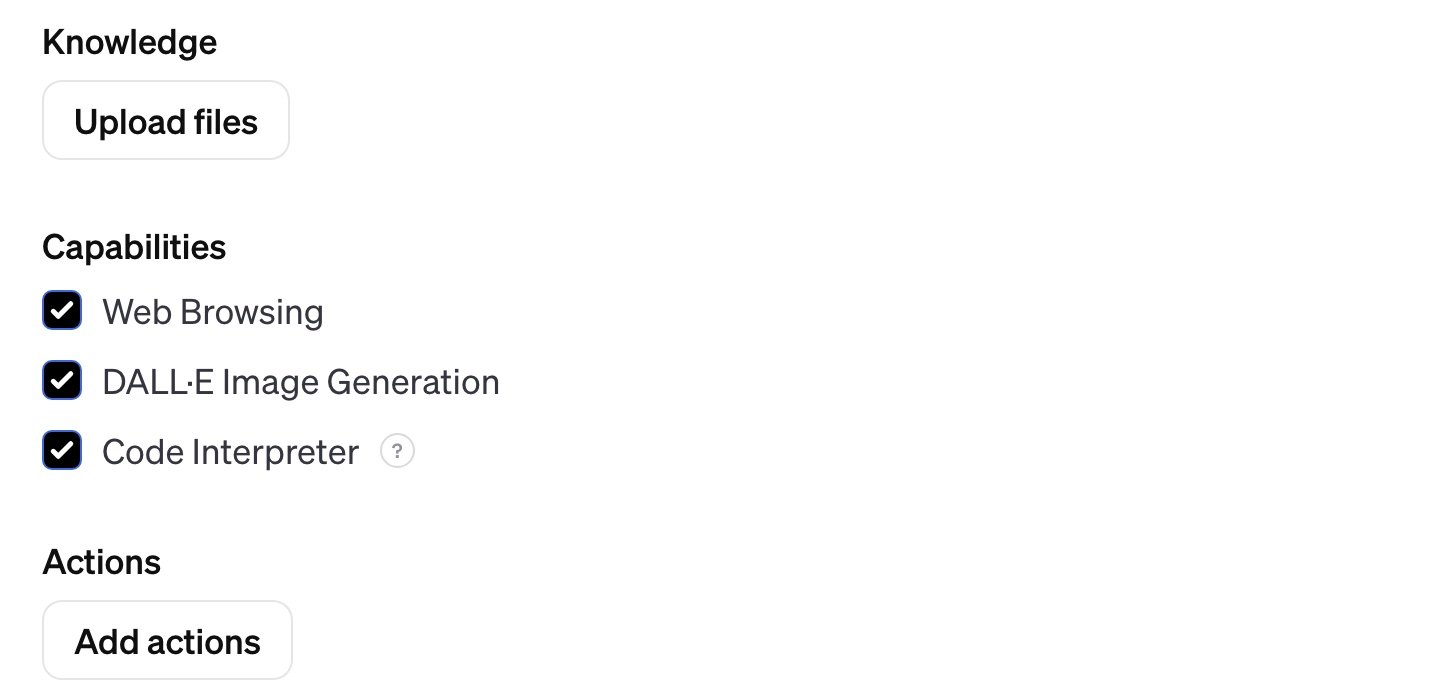 Knowledge
Upload files
Capabilities
Web Browsing
DALL·E Image Generation
Code Interpreter ?
Actions
Add actions